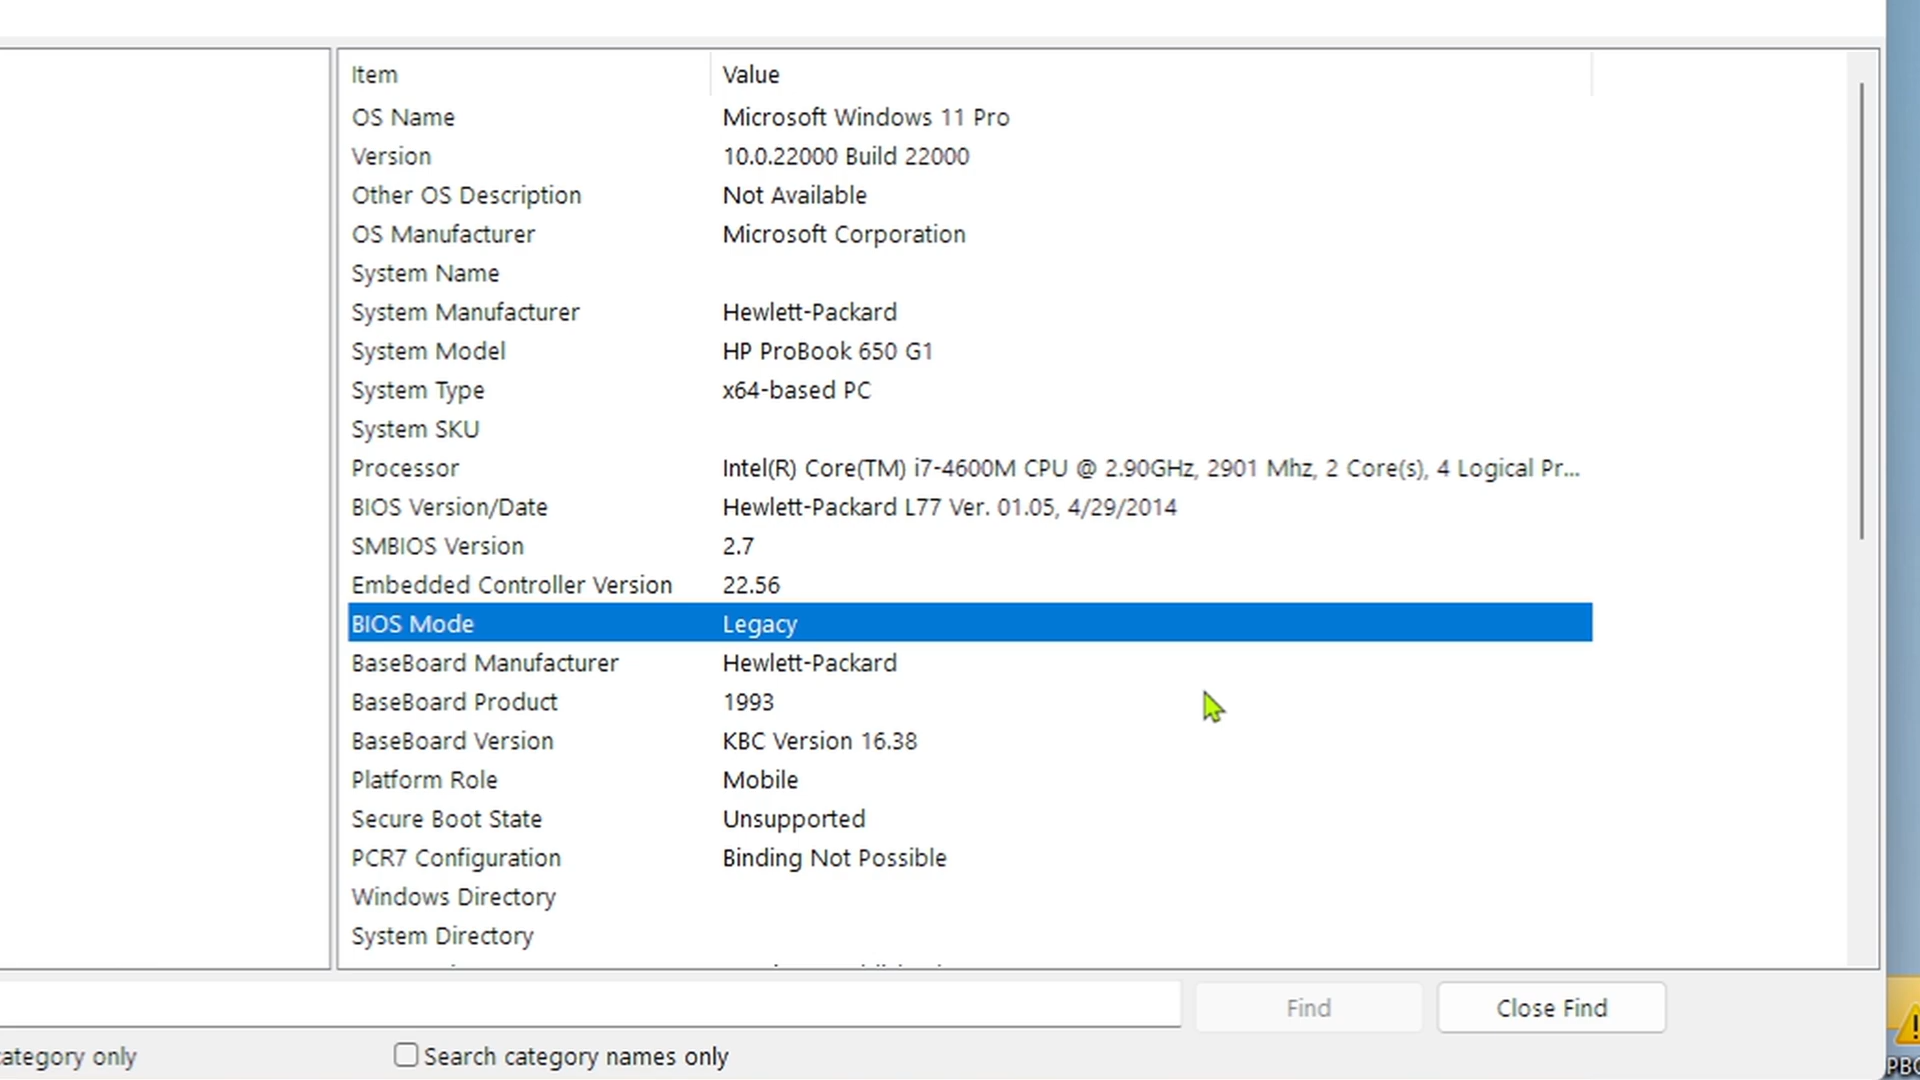 Item Value
OS Name Microsoft Windows 11 Pro
Version 10.0.22000 Build 22000
Other OS Description Not Available
OS Manufacturer Microsoft Corporation
System Name
System Manufacturer Hewlett-Packard
System Model HP ProBook 650 G1
System Type x64-based PC
System SKU
Processor Intel(R) Core(TM) i7-4600M CPU @ 2.90GHz, 2901 Mhz, 2 Core(s), 4 Logical Pr...
BIOS Version/Date Hewlett-Packard L77 Ver. 01.05, 4/29/2014
SMBIOS Version 2.7
Embedded Controller Version 22.56
BIOS Mode Legacy
BaseBoard Manufacturer Hewlett-Packard
BaseBoard Product 1993
BaseBoard Version KBC Version 16.38
Platform Role Mobile
Secure Boot State Unsupported
PCR7 Configuration Binding Not Possible
Windows Directory
System Directory
Find Close Find
ategory only Search category names only